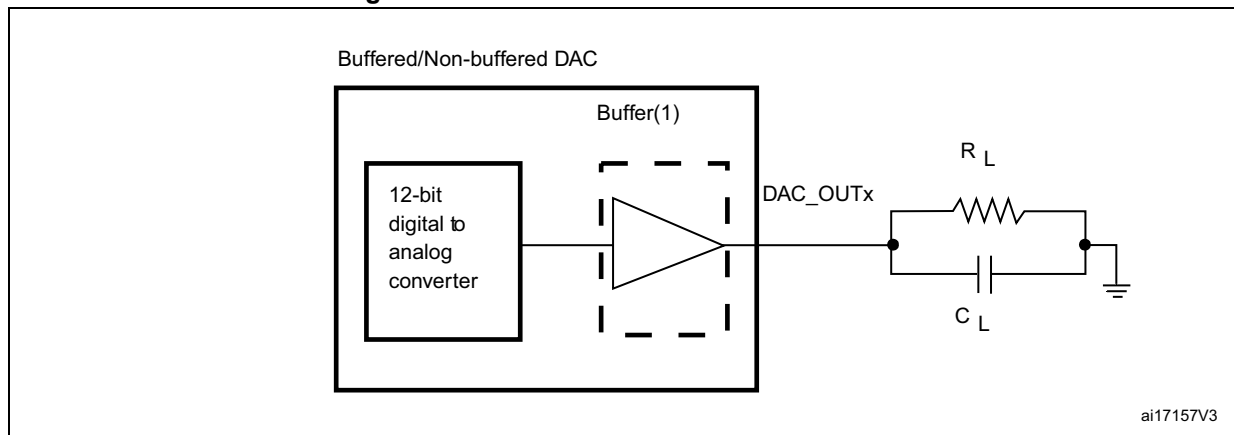 Buffered/Non-buffered DAC
Buffer(1)
12-bit
digital to
analog
converter
DAC_OUTx
R L
C L
ai17157V3